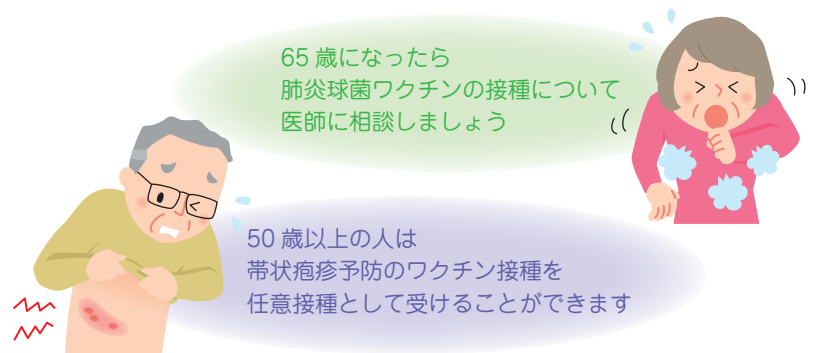 65 歳になったら
肺炎球菌ワクチンの接種について
医師に相談しましょう
50 歳以上の人は
帯状疱疹予防のワクチン接種を
任意接種として受けることができます